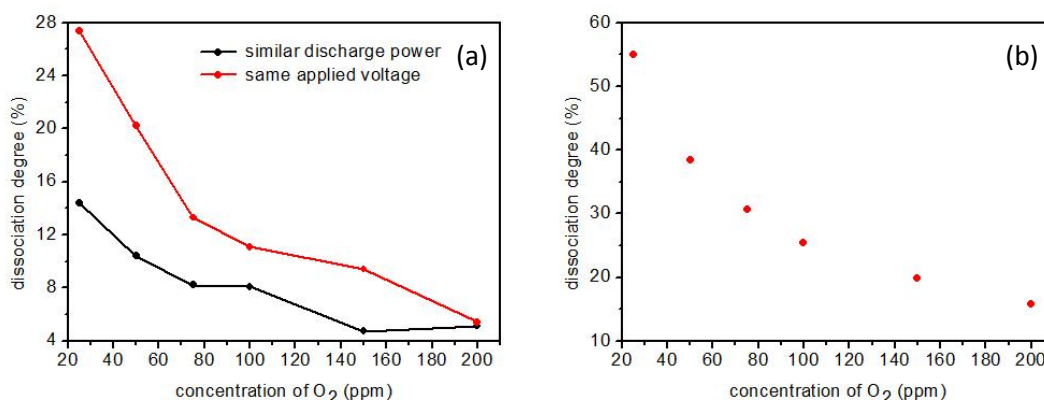 28
24
20
16
12
8
4
dissociation degree (%)
similar discharge power
same applied voltage
(a)
20 40 60 80 100 120 140 160 180 200
concentration of O2 (ppm)
60
50
40
30
20
10
dissociation degree (%)
(b)
20 40 60 80 100 120 140 160 180 200
concentration of O2 (ppm)